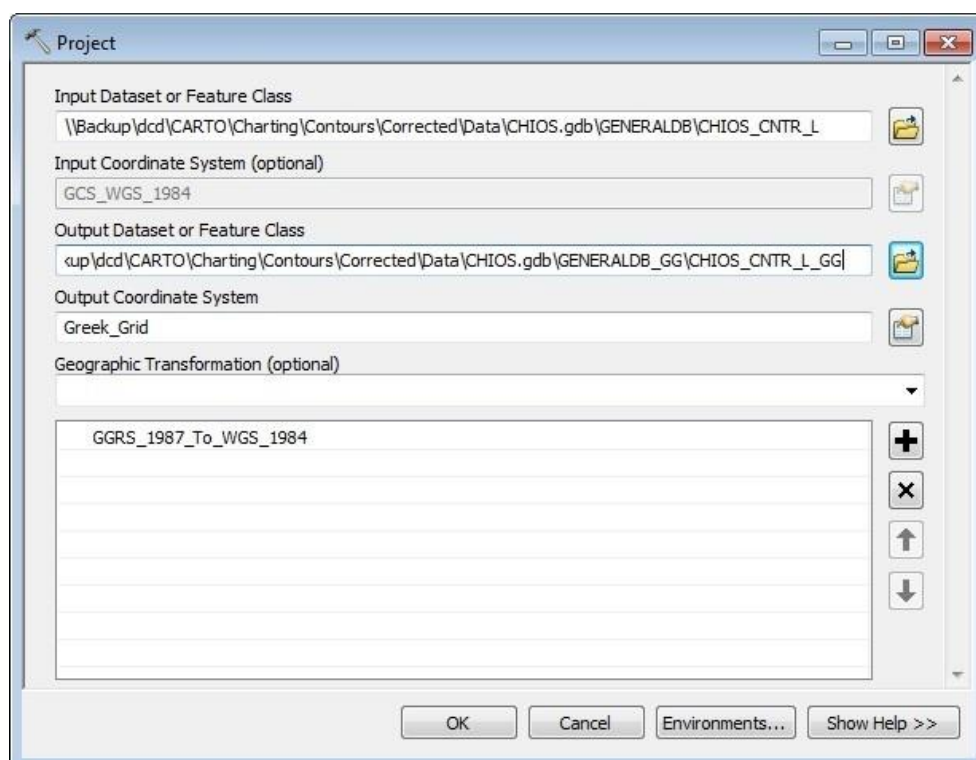 Project
Input Dataset or Feature Class
\\Backup\dcd\CARTO\Charting\Contours\Corrected\Data\CHIOS.gdb\GENERALDB\CHIOS_CNTR_L
Input Coordinate System (optional)
GCS_WGS_1984
Output Dataset or Feature Class
kup\dcd\CARTO\Charting\Contours\Corrected\Data\CHIOS.gdb\GENERALDB_GG\CHIOS_CNTR_L_GG
Output Coordinate System
Greek_Grid
Geographic Transformation (optional)
GGRS_1987_To_WGS_1984
OK Cancel Environments... Show Help >>